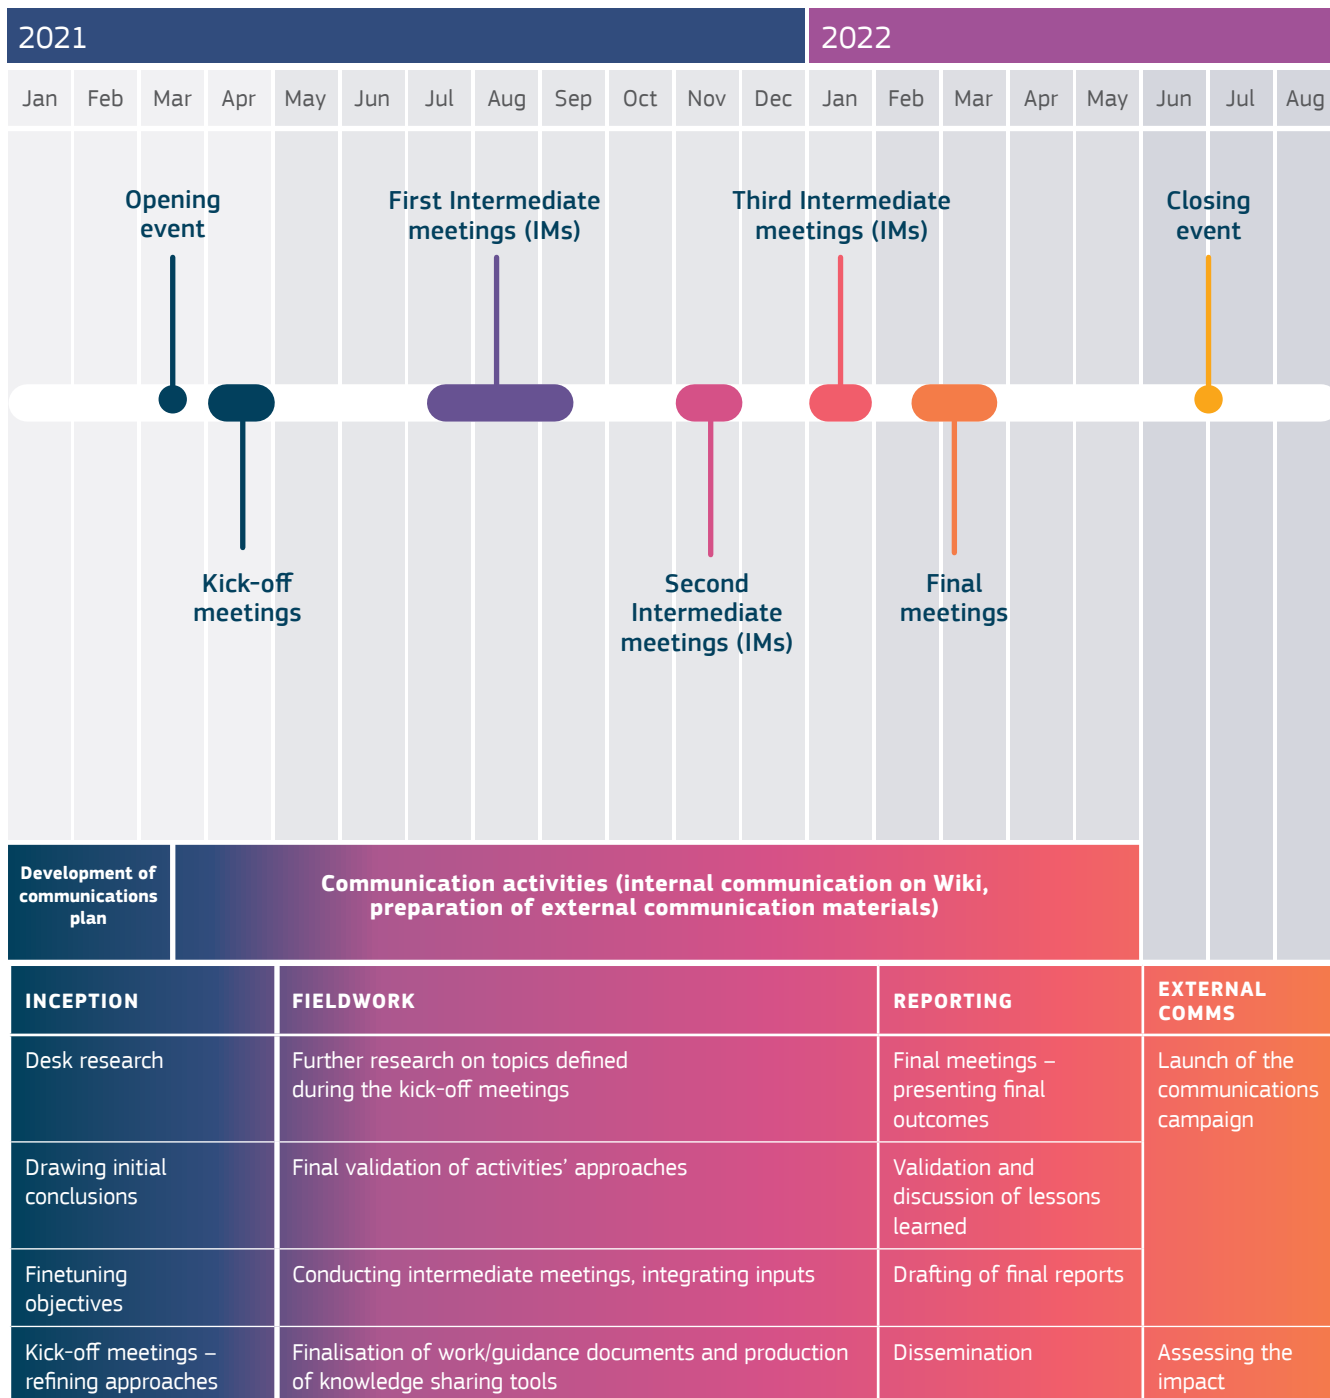 2021
2022
Jan Feb Mar Apr May Jun Jul Aug Sep Oct Nov Dec Jan Feb Mar Apr May Jun Jul Aug
Opening
event
First Intermediate
meetings (IMs)
Third Intermediate
meetings (IMs)
Closing
event
Kick-off
meetings
Second
Intermediate
meetings (IMs)
Final
meetings
Development of
communications
plan
Communication activities (internal communication on Wiki,
preparation of external communication materials)
INCEPTION
FIELDWORK
REPORTING
EXTERNAL
COMMS
Desk research
Further research on topics defined
during the kick-off meetings
Final meetings –
presenting final
outcomes
Launch of the
communications
campaign
Drawing initial
conclusions
Final validation of activities’ approaches
Validation and
discussion of lessons
learned
Finetuning
objectives
Conducting intermediate meetings, integrating inputs
Drafting of final reports
Kick-off meetings –
refining approaches
Finalisation of work/guidance documents and production
of knowledge sharing tools
Dissemination
Assessing the
impact